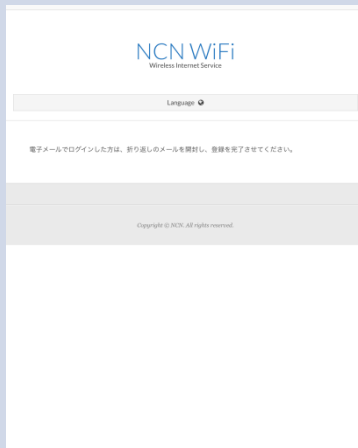 NCN WiFi
Wireless Internet Service
Language
電子メールでログインした方は、折り返しのメールを開封し、登録を完了させてください。
Copyright © NCN. All rights reserved.